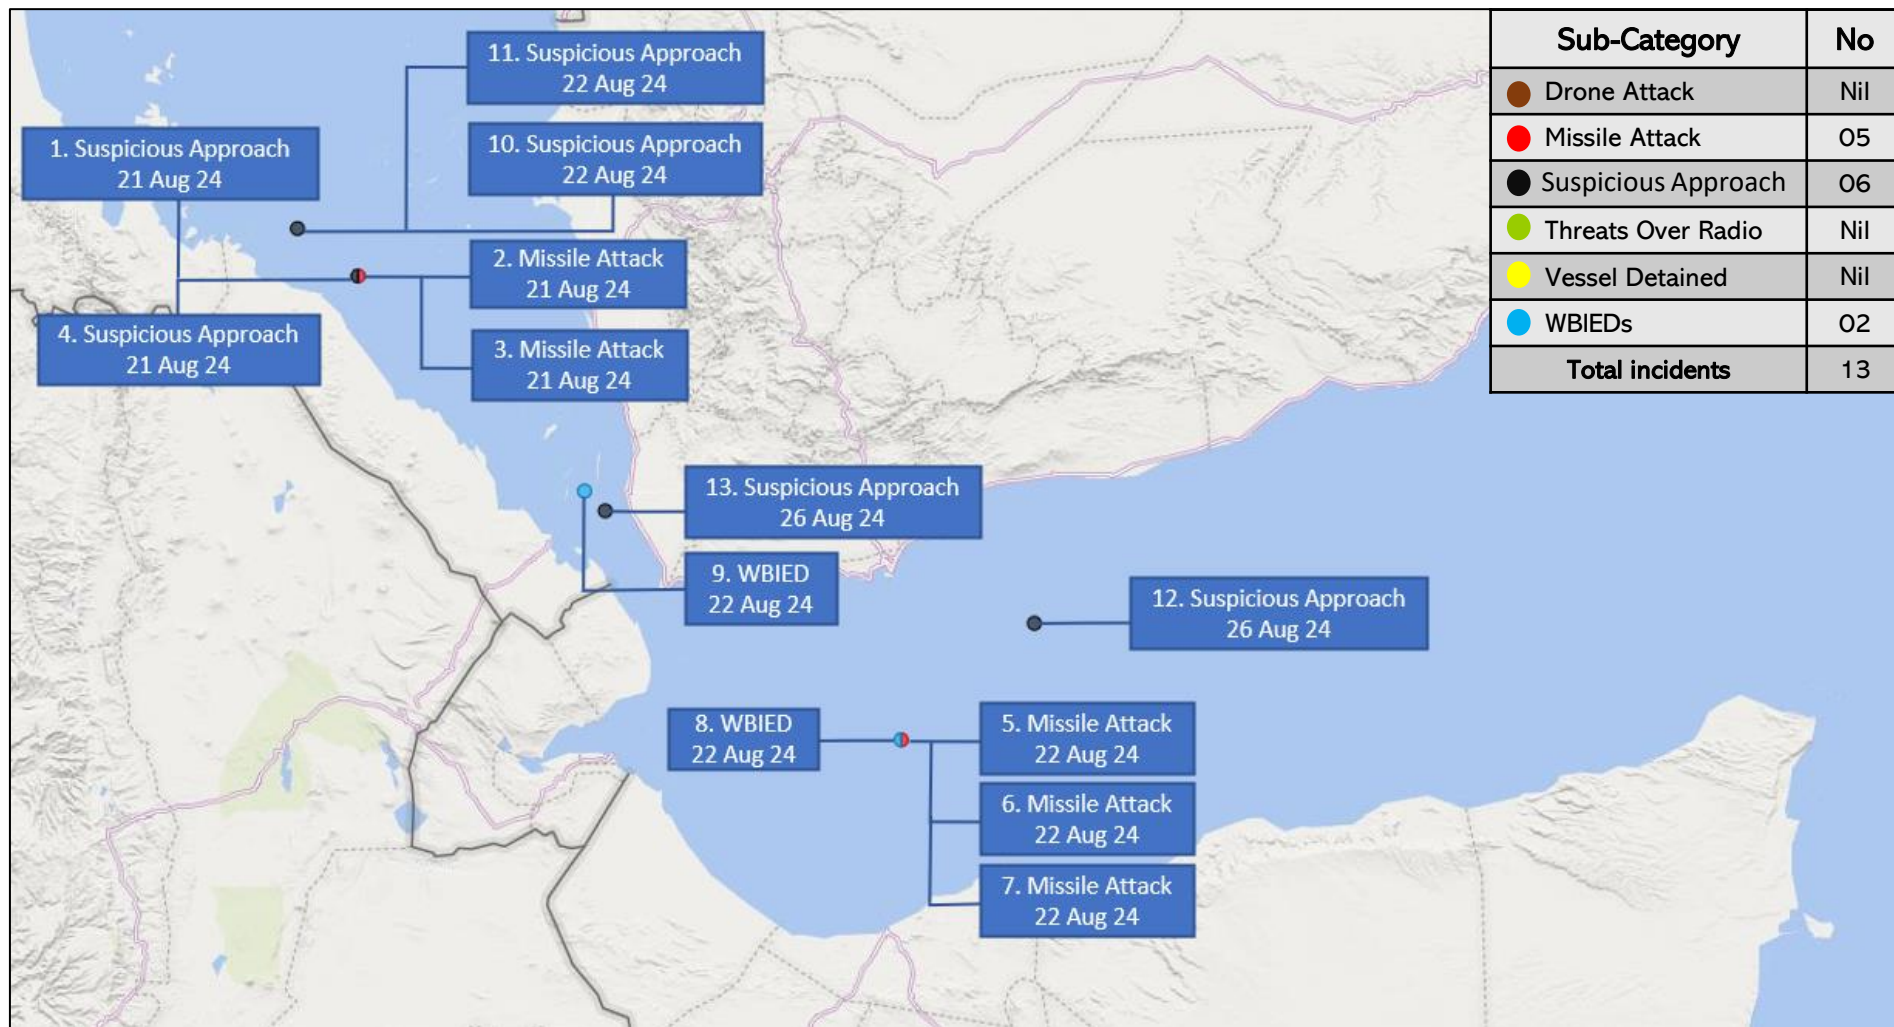 11. Suspicious Approach
22 Aug 24
1. Suspicious Approach
21 Aug 24
10. Suspicious Approach
22 Aug 24
2. Missile Attack
21 Aug 24
4. Suspicious Approach
21 Aug 24
3. Missile Attack
21 Aug 24
13. Suspicious Approach
26 Aug 24
9. WBIED
22 Aug 24
12. Suspicious Approach
26 Aug 24
8. WBIED
22 Aug 24
5. Missile Attack
22 Aug 24
6. Missile Attack
22 Aug 24
7. Missile Attack
22 Aug 24
Sub-Category No
Drone Attack Nil
Missile Attack 05
Suspicious Approach 06
Threats Over Radio Nil
Vessel Detained Nil
WBIEDs 02
Total incidents 13